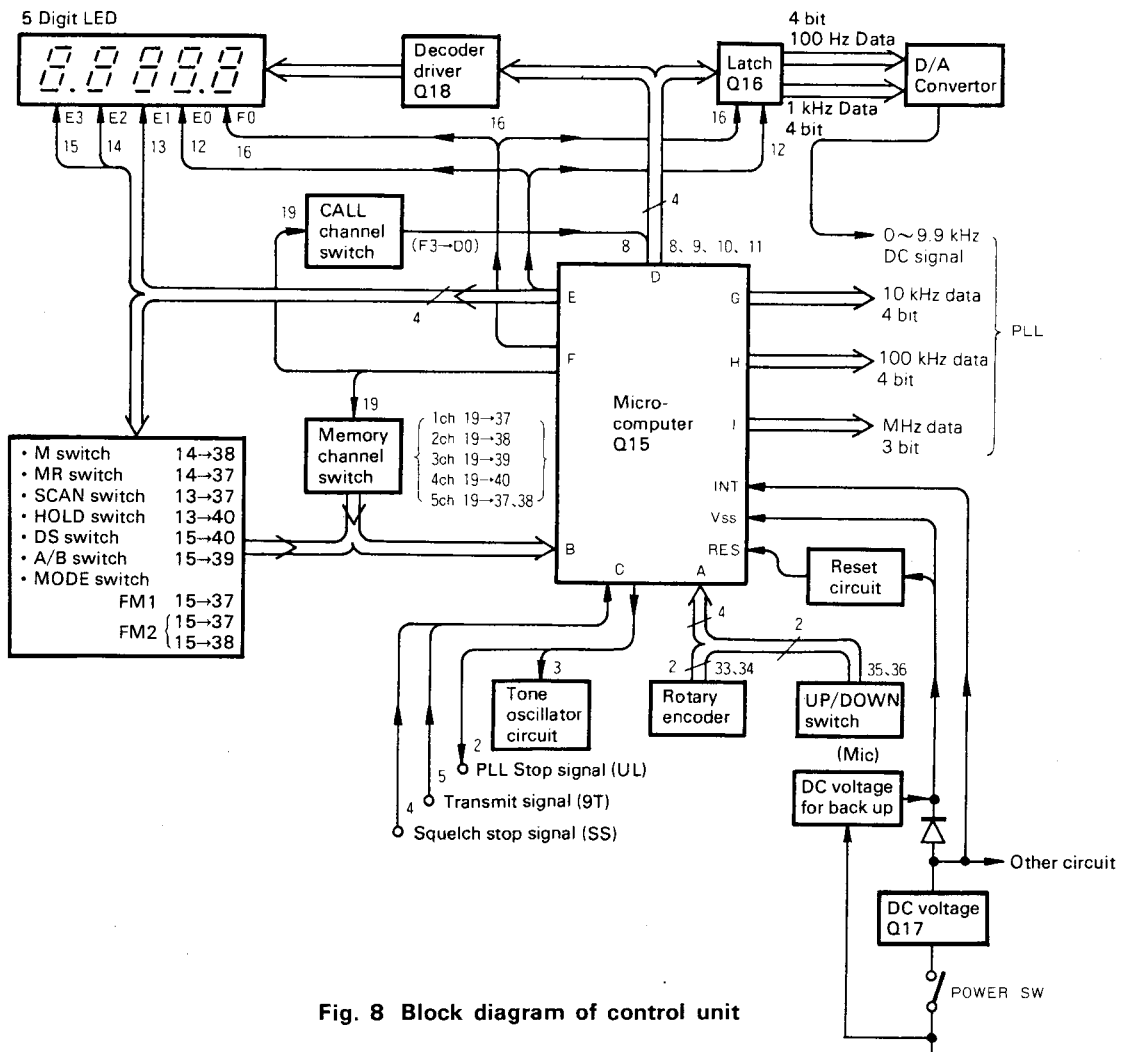 5 Digit LED
8.8 8 8.8
E3 E2 E1 E0 F0
15 14 13 12 16
Decoder
driver
Q18
Latch
Q16
4 bit
100 Hz Data
1 kHz Data
4 bit
D/A
Convertor
16
16
12
19
CALL
channel
switch
(F3→D0)
8
4
8、9、10、11
0~9.9 kHz
DC signal
10 kHz data
4 bit
100 kHz data
4 bit
MHz data
3 bit
PLL
4
D
E
F
G
H
I
INT
Vss
RES
B
C
A
Micro-
computer
Q15
19
Memory
channel
switch
1ch 19→37
2ch 19→38
3ch 19→39
4ch 19→40
5ch 19→37、38
• M switch 14→38
• MR switch 14→37
• SCAN switch 13→37
• HOLD switch 13→40
• DS switch 15→40
• A/B switch 15→39
• MODE switch
FM1 15→37
FM2 15→37
15→38
Reset
circuit
4
2
2
33、34
35、36
3
Tone
oscillator
circuit
Rotary
encoder
UP/DOWN
switch
(Mic)
2
PLL Stop signal (UL)
5
Transmit signal (9T)
4
Squelch stop signal (SS)
DC voltage
for back up
Other circuit
DC voltage
Q17
POWER SW
Fig. 8 Block diagram of control unit